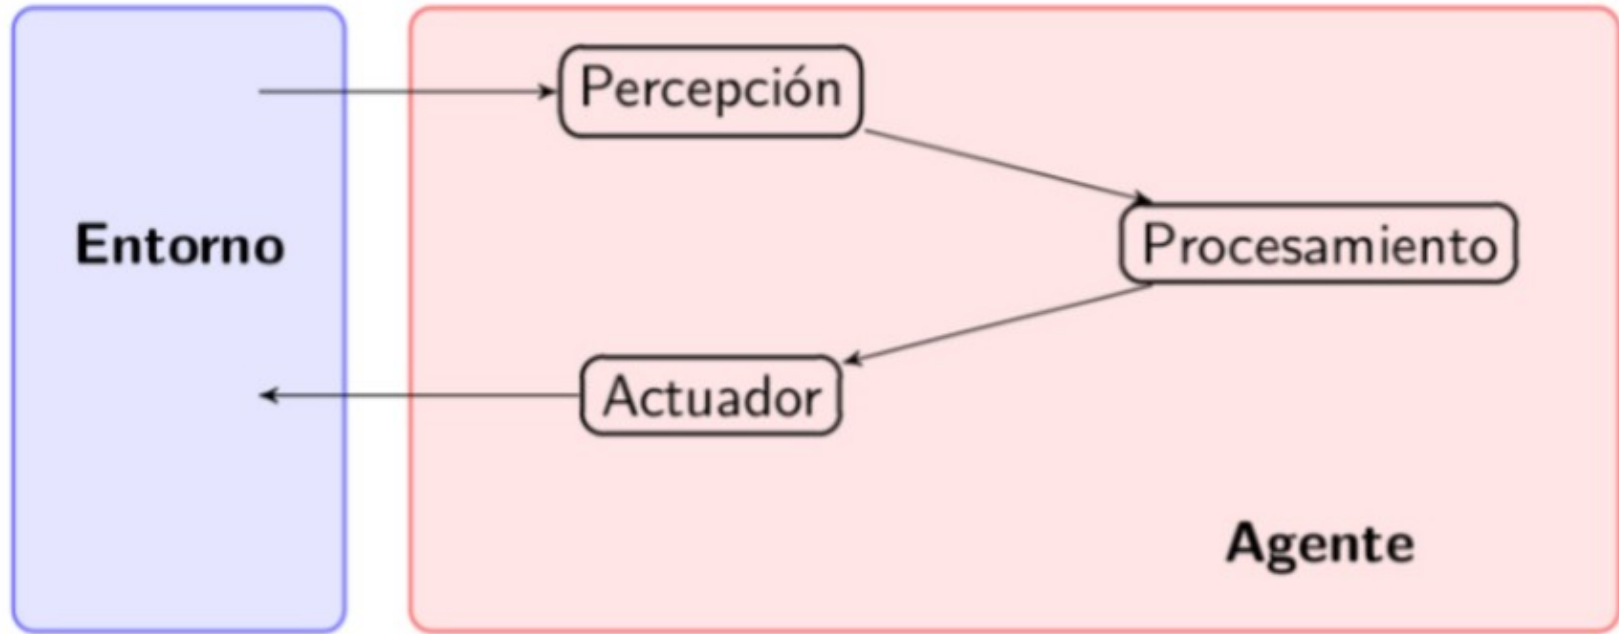 Percepción
Entorno
Procesamiento
Actuador
Agente